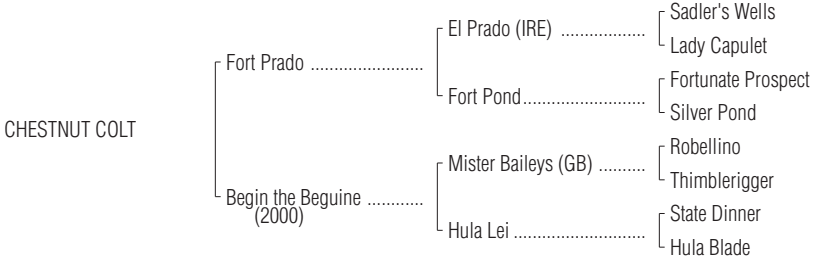 Sadler's Wells
El Prado (IRE) ..................
Lady Capulet
Fort Prado ........................
Fortunate Prospect
Fort Pond..........................
Silver Pond
CHESTNUT COLT
Robellino
Mister Baileys (GB) ..........
Thimblerigger
Begin the Beguine ............
(2000)
State Dinner
Hula Lei ............................
Hula Blade